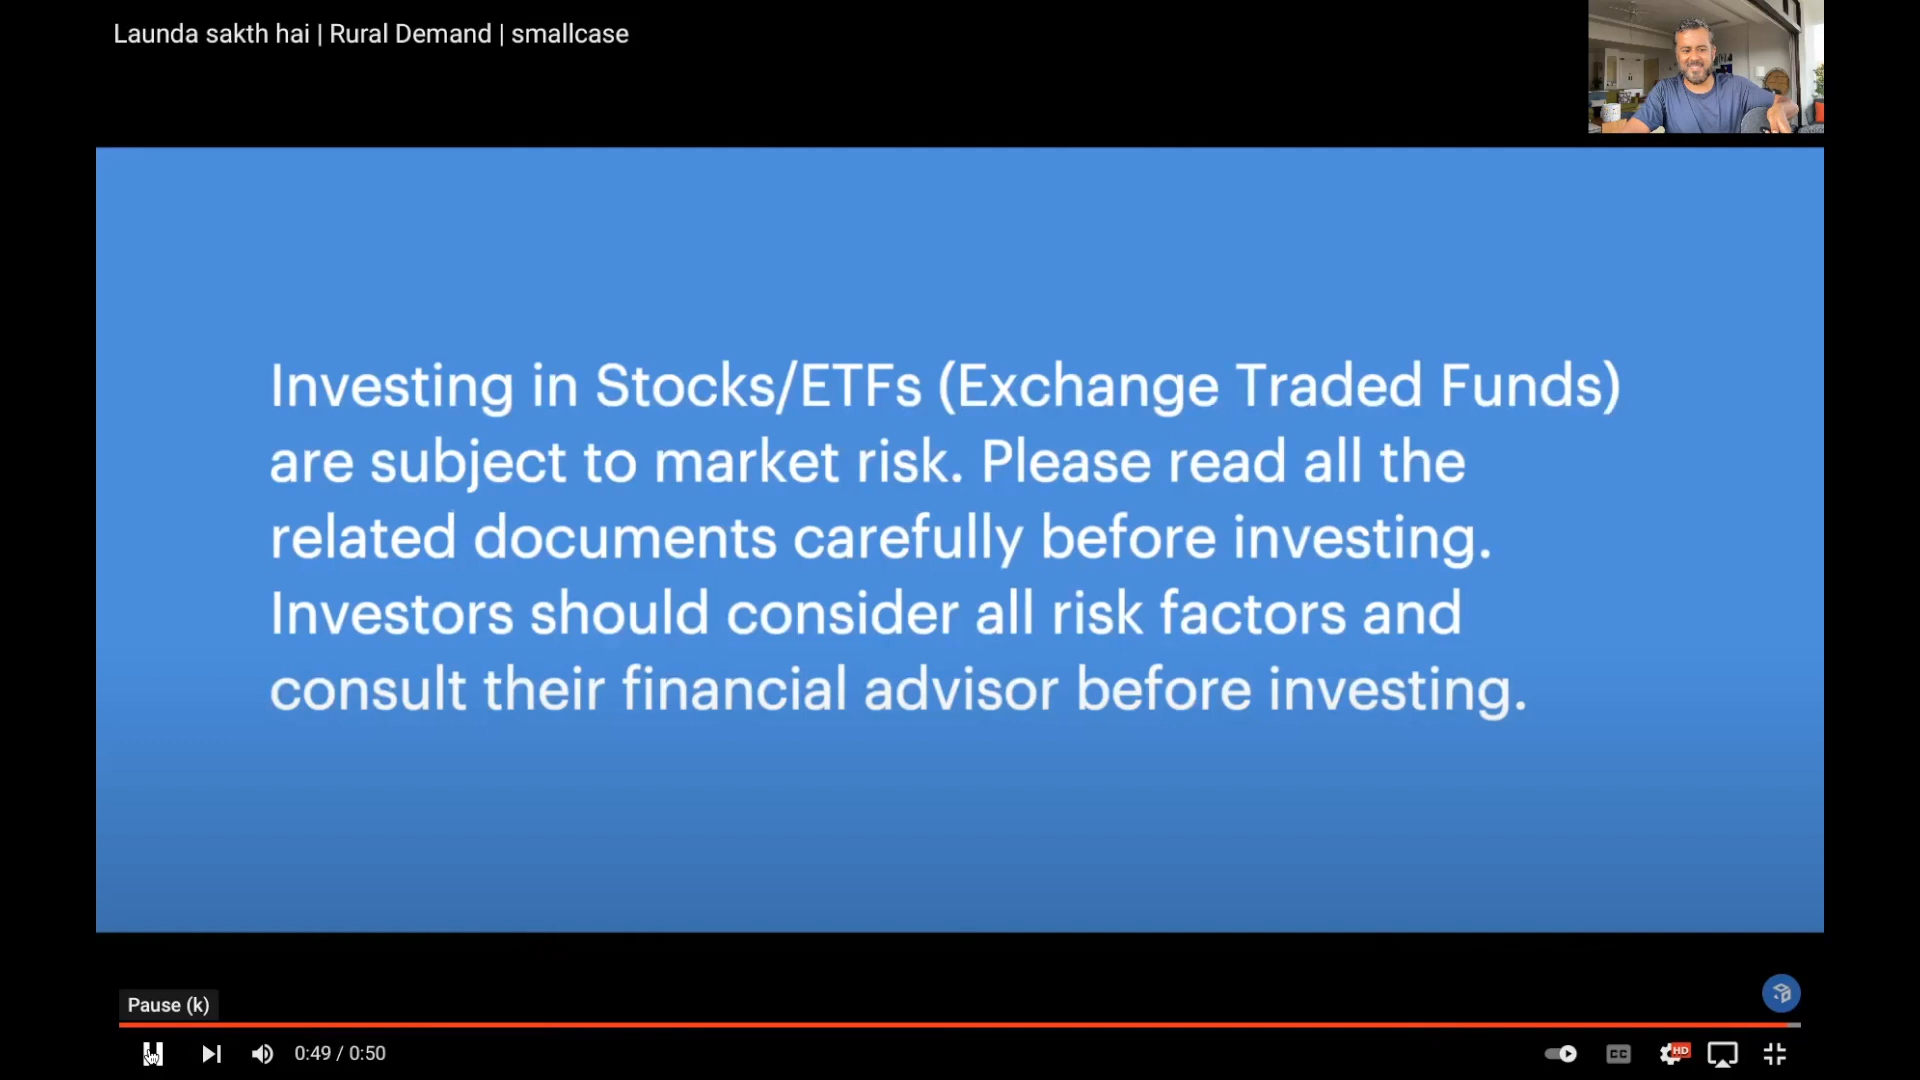 Launda sakth hai | Rural Demand | smallcase
Investing in Stocks/ETFs (Exchange Traded Funds)
are subject to market risk. Please read all the
related documents carefully before investing.
Investors should consider all risk factors and
consult their financial advisor before investing.
Pause (k)
0:49 / 0:50
CC
HD